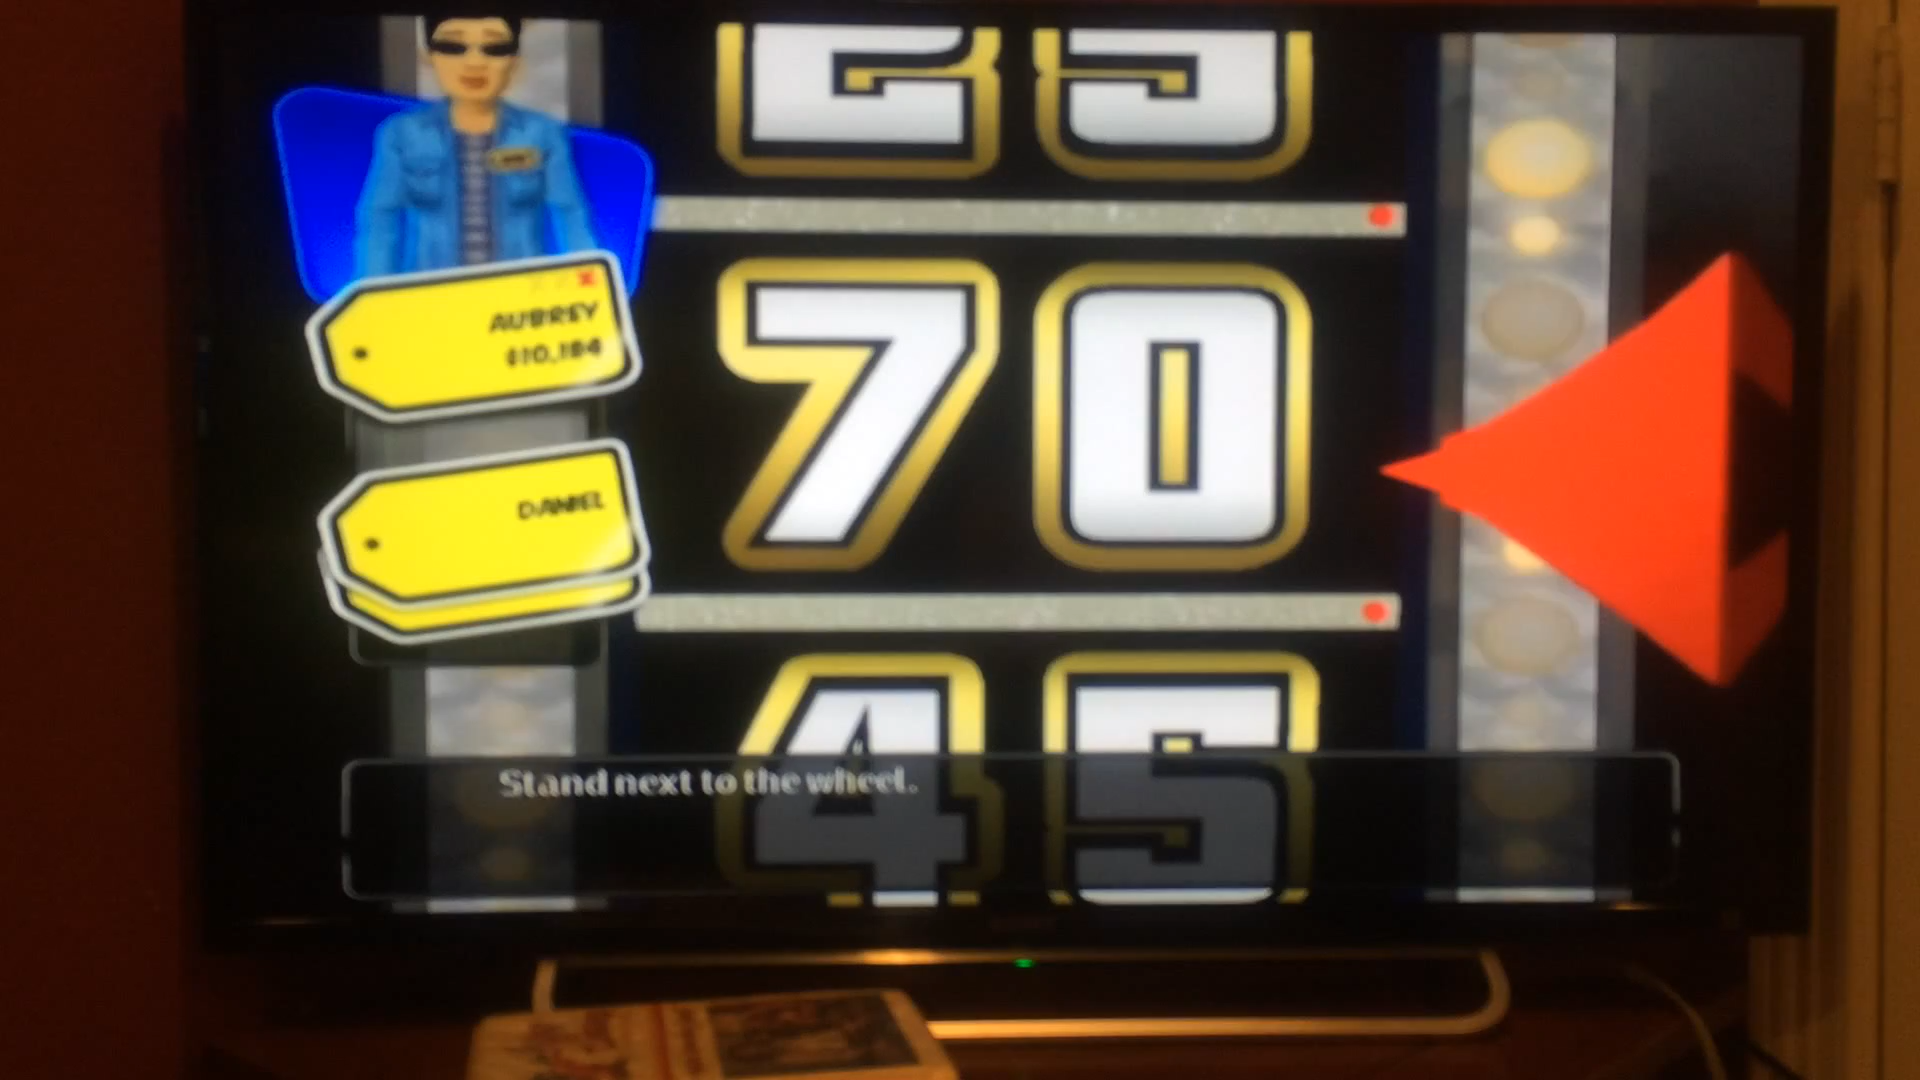 25
AUBREY
$10,184
70
DANIEL
45
Stand next to the wheel.